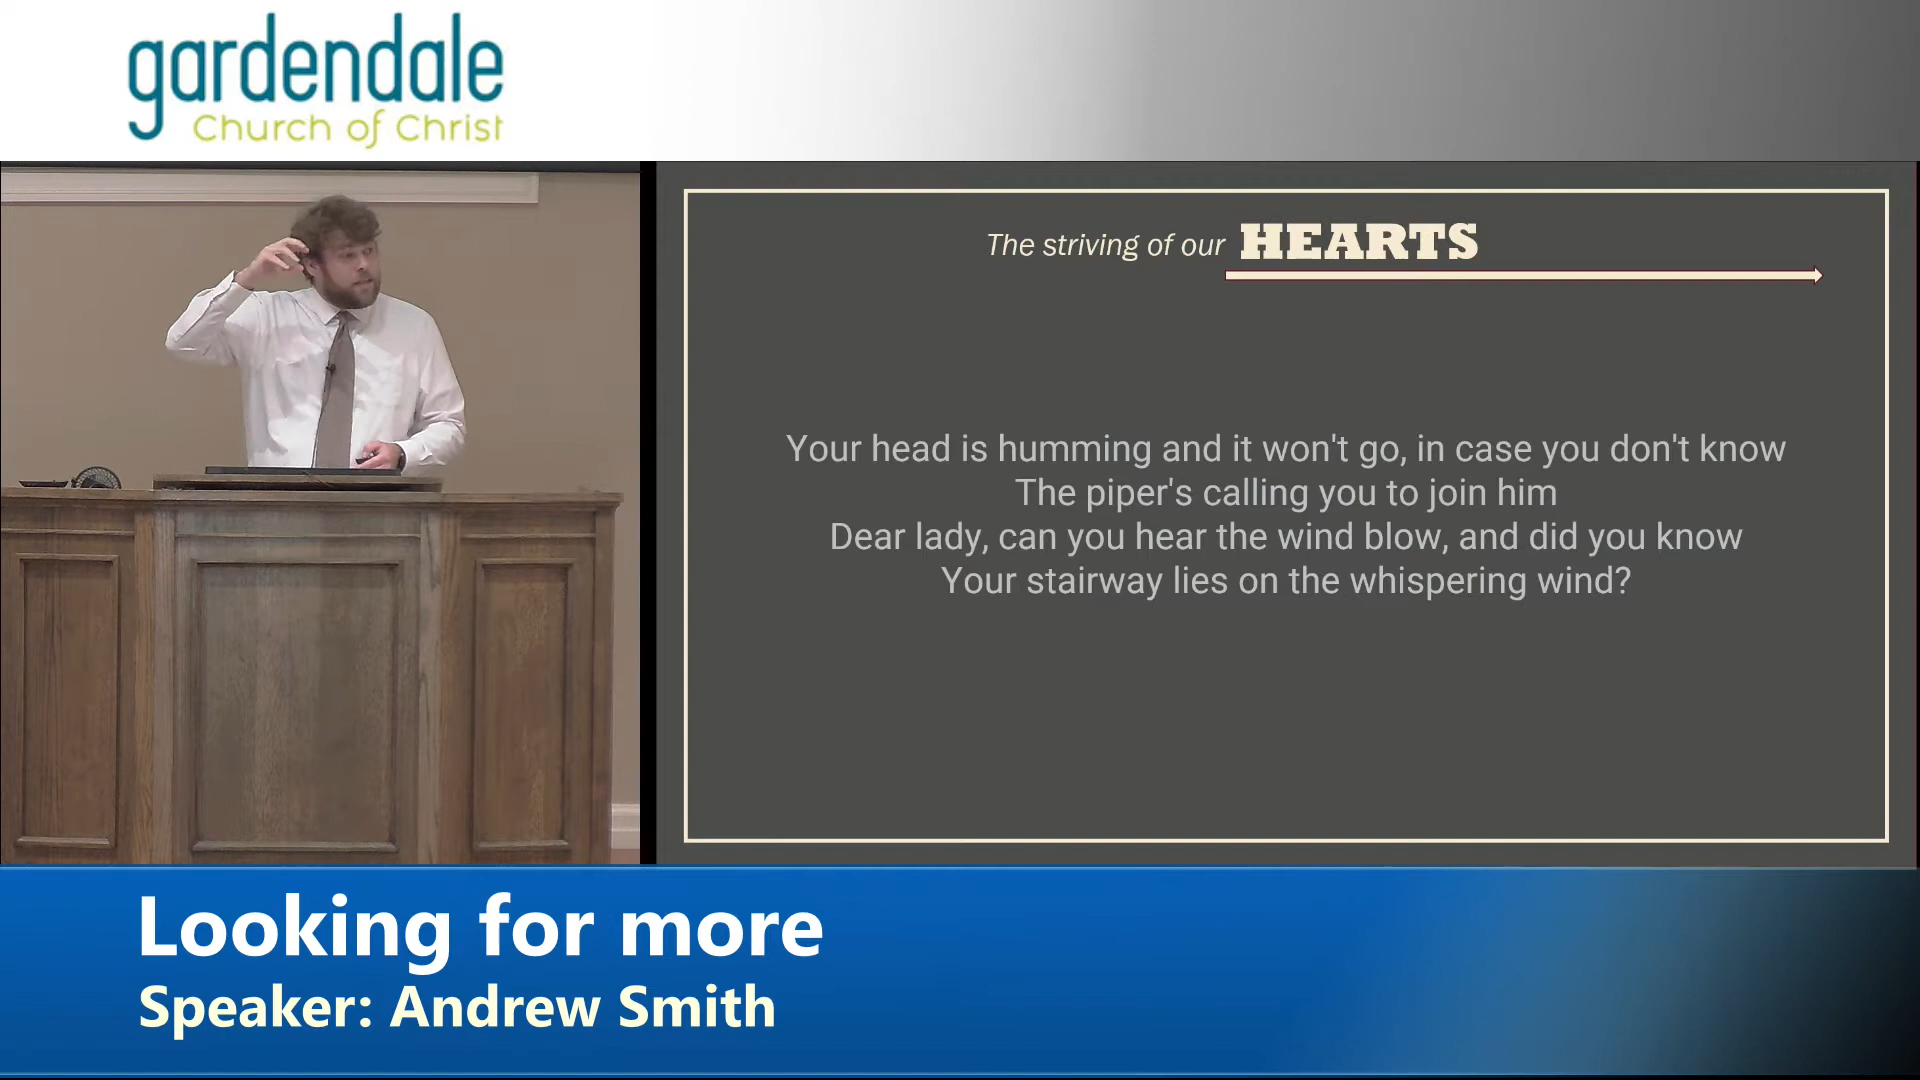 gardendale
Church of Christ
The striving of our HEARTS
Your head is humming and it won't go, in case you don't know
The piper's calling you to join him
Dear lady, can you hear the wind blow, and did you know
Your stairway lies on the whispering wind?
Looking for more
Speaker: Andrew Smith